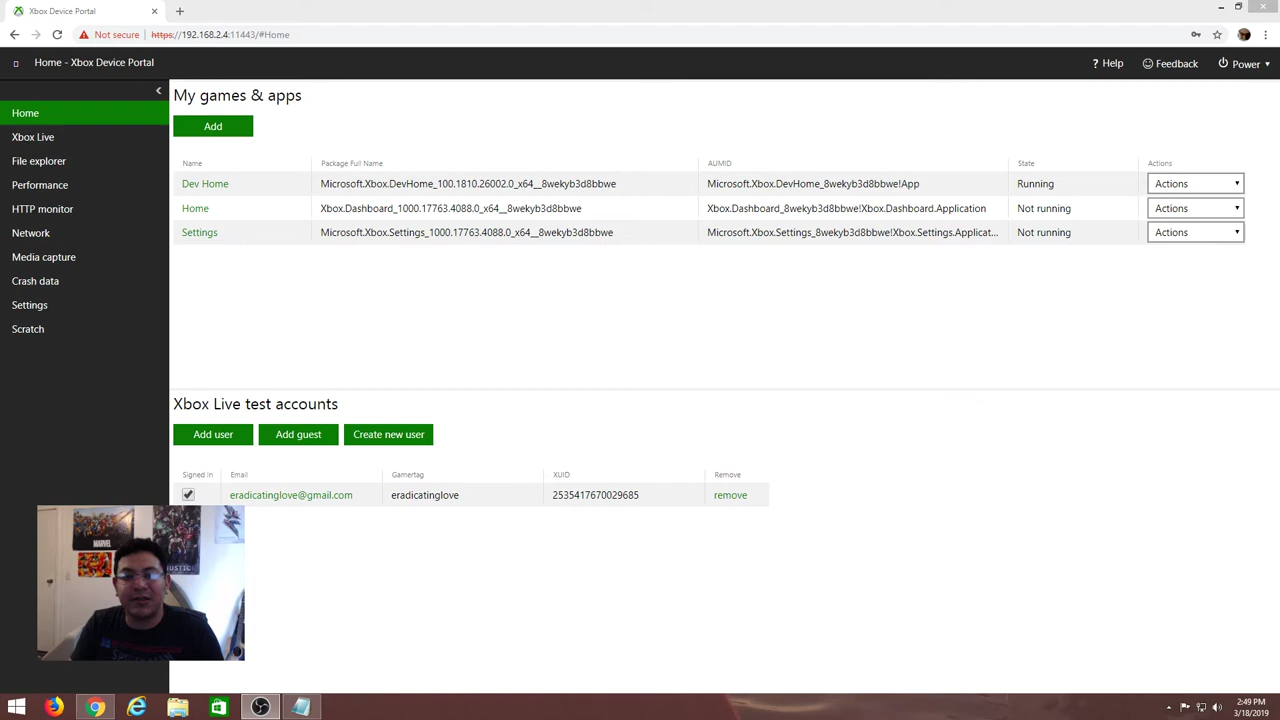 Xbox Device Portal
Not secure
https://192.168.2.4:11443/#Home
Home - Xbox Device Portal
Help
Feedback
Power
Home
Xbox Live
File explorer
Performance
HTTP monitor
Network
Media capture
Crash data
Settings
Scratch
My games & apps
Add
Name Package Full Name AUMID State Actions
Dev Home Microsoft.Xbox.DevHome_100.1810.26002.0_x64__8wekyb3d8bbwe Microsoft.Xbox.DevHome_8wekyb3d8bbwe!App Running Actions
Home Xbox.Dashboard_1000.17763.4088.0_x64__8wekyb3d8bbwe Xbox.Dashboard_8wekyb3d8bbwe!Xbox.Dashboard.Application Not running Actions
Settings Microsoft.Xbox.Settings_1000.17763.4088.0_x64__8wekyb3d8bbwe Microsoft.Xbox.Settings_8wekyb3d8bbwe!Xbox.Settings.Applicat... Not running Actions
Xbox Live test accounts
Add user Add guest Create new user
Signed in Email Gamertag XUID Remove
eradicatinglove@gmail.com eradicatinglove 2535417670029685 remove
MARVEL
2:49 PM
3/18/2019